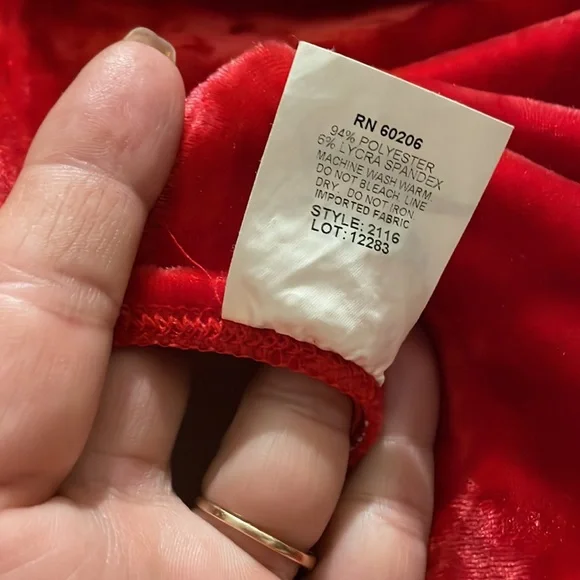 RN 60206
94% POLYESTER
6% LYCRA SPANDEX
MACHINE WASH WARM
DO NOT BLEACH. LINE
DRY. DO NOT IRON
IMPORTED FABRIC
STYLE: 2116
LOT: 12283